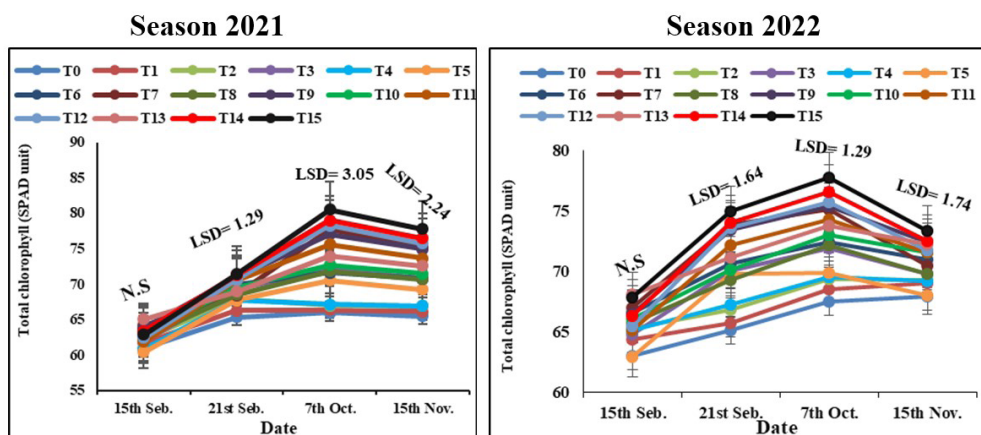 Season 2021
T0 T1 T2 T3 T4 T5
T6 T7 T8 T9 T10 T11
T12 T13 T14 T15
Total chlorophyll (SPAD unit)
90
85
80
75
70
65
60
55
N.S
LSD= 1.29
LSD= 3.05
LSD= 2.24
15th Seb. 21st Seb. 7th Oct. 15th Nov.
Date
Season 2022
T0 T1 T2 T3 T4 T5
T6 T7 T8 T9 T10 T11
T12 T13 T14 T15
Total chlorophyll (SPAD unit)
80
75
70
65
60
N.S
LSD= 1.64
LSD= 1.29
LSD= 1.74
15th Seb. 21st Seb. 7th Oct. 15th Nov.
Date